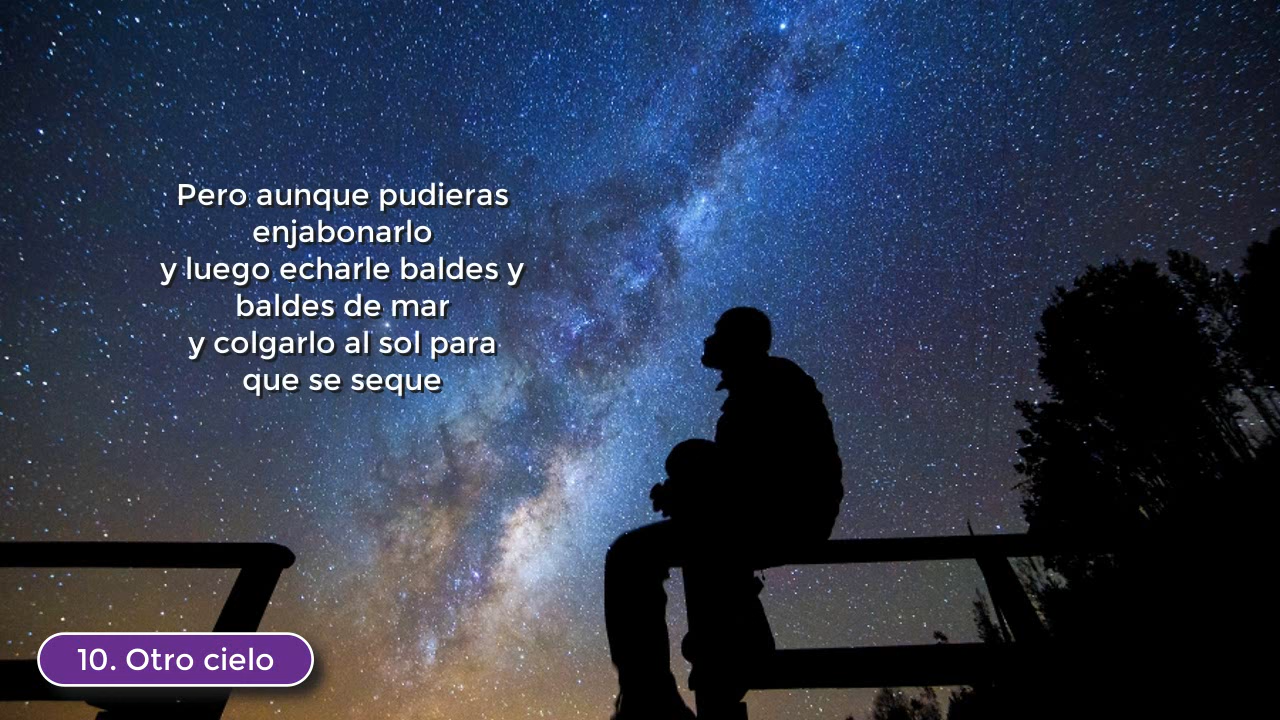 Pero aunque pudieras
enjabonarlo
y luego echarle baldes y
baldes de mar
y colgarlo al sol para
que se seque
10. Otro cielo